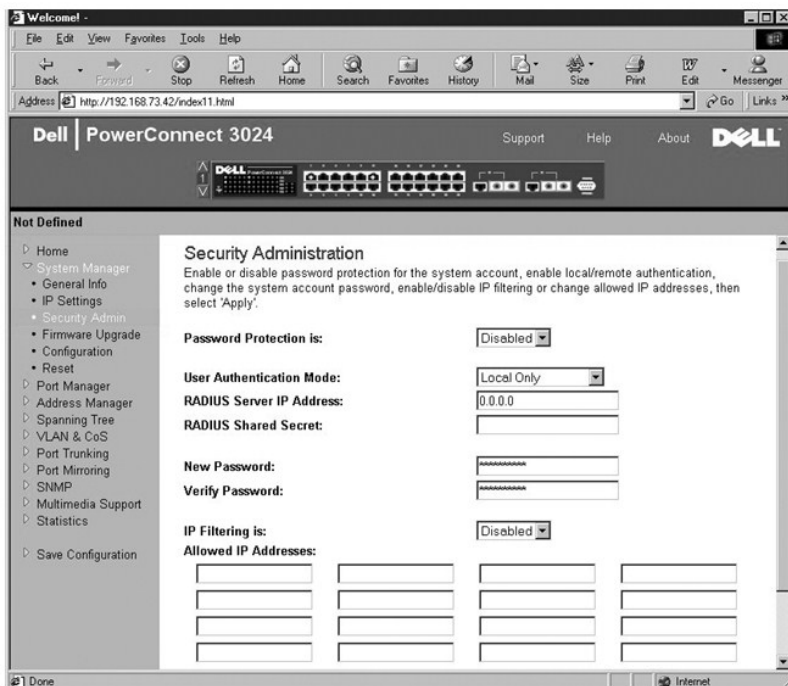 Welcome! -
File Edit View Favorites Tools Help
Back Forward Stop Refresh Home Search Favorites History Mail Size Print Edit Messenger
Address http://192.168.73.42/index11.html Go Links »
Dell | PowerConnect 3024
Support Help About DELL
1
DELL
Not Defined
Home
System Manager
• General Info
• IP Settings
• Security Admin
• Firmware Upgrade
• Configuration
• Reset
Port Manager
Address Manager
Spanning Tree
VLAN & CoS
Port Trunking
Port Mirroring
SNMP
Multimedia Support
Statistics
Save Configuration
Security Administration
Enable or disable password protection for the system account, enable local/remote authentication,
change the system account password, enable/disable IP filtering or change allowed IP addresses, then
select 'Apply'.
Password Protection is: Disabled
User Authentication Mode: Local Only
RADIUS Server IP Address: 0.0.0.0
RADIUS Shared Secret:
New Password: **********
Verify Password: **********
IP Filtering is: Disabled
Allowed IP Addresses:
Done Internet